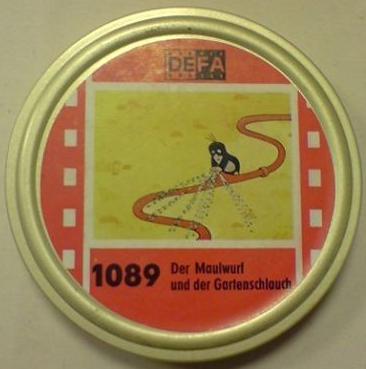 DEFA
1089 Der Maulwurf
und der Gartenschlauch